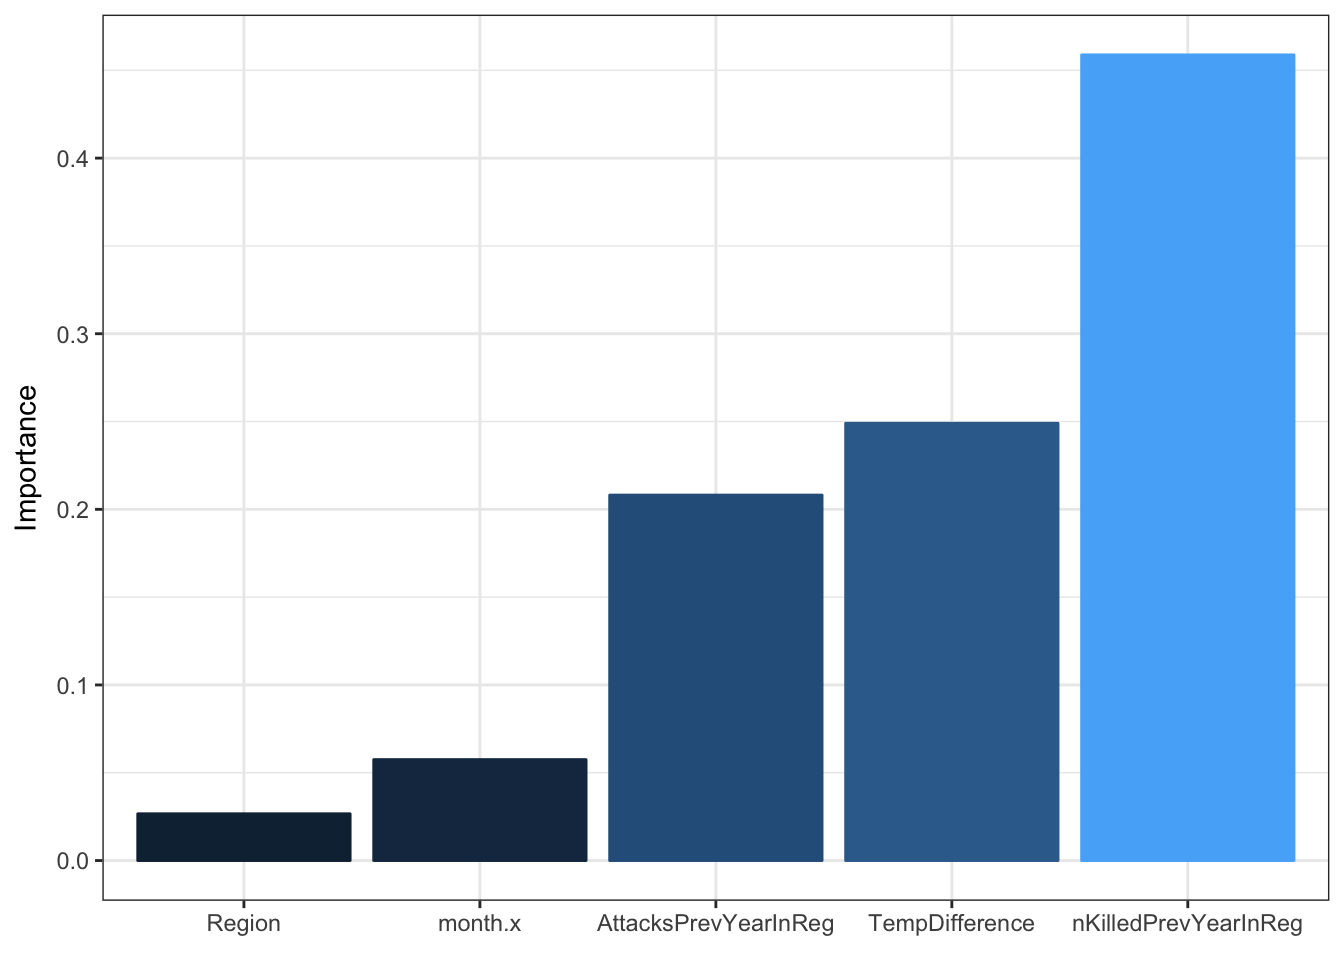 Importance
0.4
0.3
0.2
0.1
0.0
Region
month.x
AttacksPrevYearInReg
TempDifference
nKilledPrevYearInReg